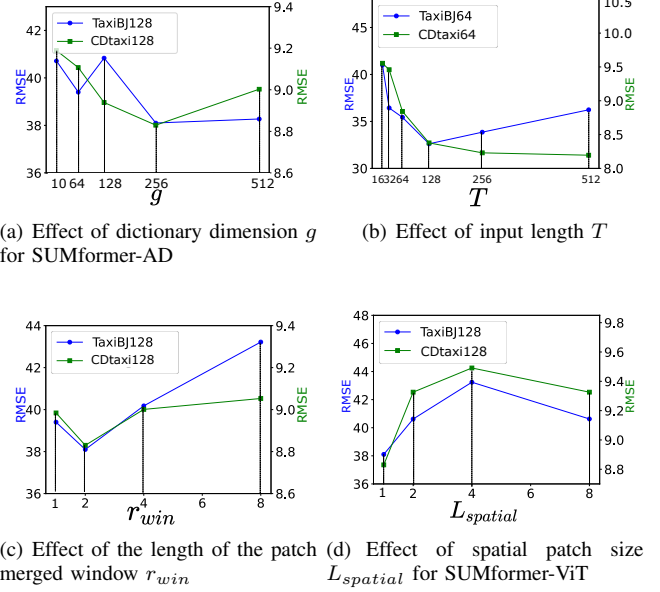 42
40
38
36
RMSE
TaxiBJ128
CDtaxi128
9.4
9.2
9.0
8.8
8.6
RMSE
10 64 128 256 512
g
45
40
35
30
RMSE
TaxiBJ64
CDtaxi64
10.5
10.0
9.5
9.0
8.5
8.0
RMSE
16 32 64 128 256 512
T
(a) Effect of dictionary dimension g
for SUMformer-AD
(b) Effect of input length T
44
42
40
38
36
RMSE
TaxiBJ128
CDtaxi128
9.4
9.2
9.0
8.8
8.6
RMSE
1 2 4 6 8
r_win
48
46
44
42
40
38
36
RMSE
TaxiBJ128
CDtaxi128
9.8
9.6
9.4
9.2
9.0
8.8
RMSE
1 2 4 6 8
L_spatial
(c) Effect of the length of the patch
merged window r_win
(d) Effect of spatial patch size
L_spatial for SUMformer-ViT